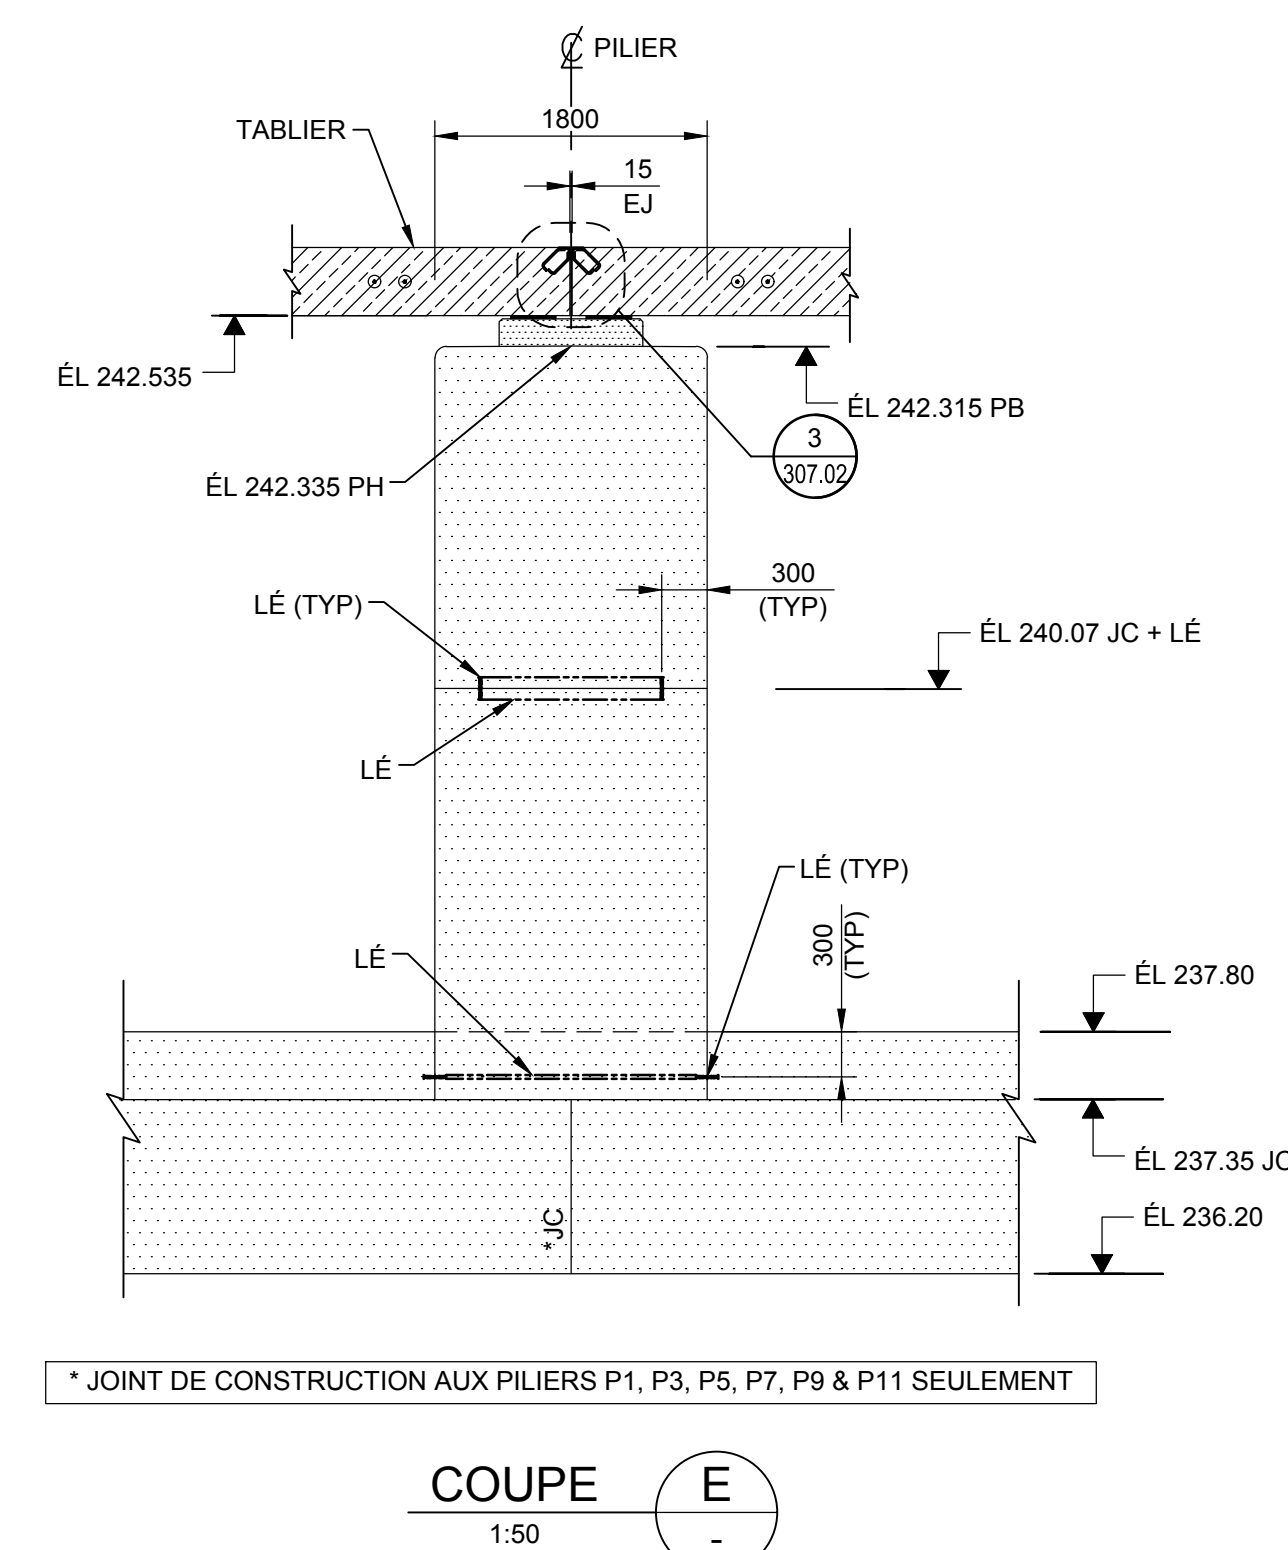 ℄ PILIER
1800
TABLIER
15
EJ
ÉL 242.535
ÉL 242.315 PB
3
307.02
ÉL 242.335 PH
300
(TYP)
LÉ (TYP)
ÉL 240.07 JC + LÉ
LÉ
LÉ (TYP)
300
(TYP)
LÉ
ÉL 237.80
ÉL 237.35 JC
ÉL 236.20
* JC
* JOINT DE CONSTRUCTION AUX PILIERS P1, P3, P5, P7, P9 & P11 SEULEMENT
COUPE
E
1:50
-